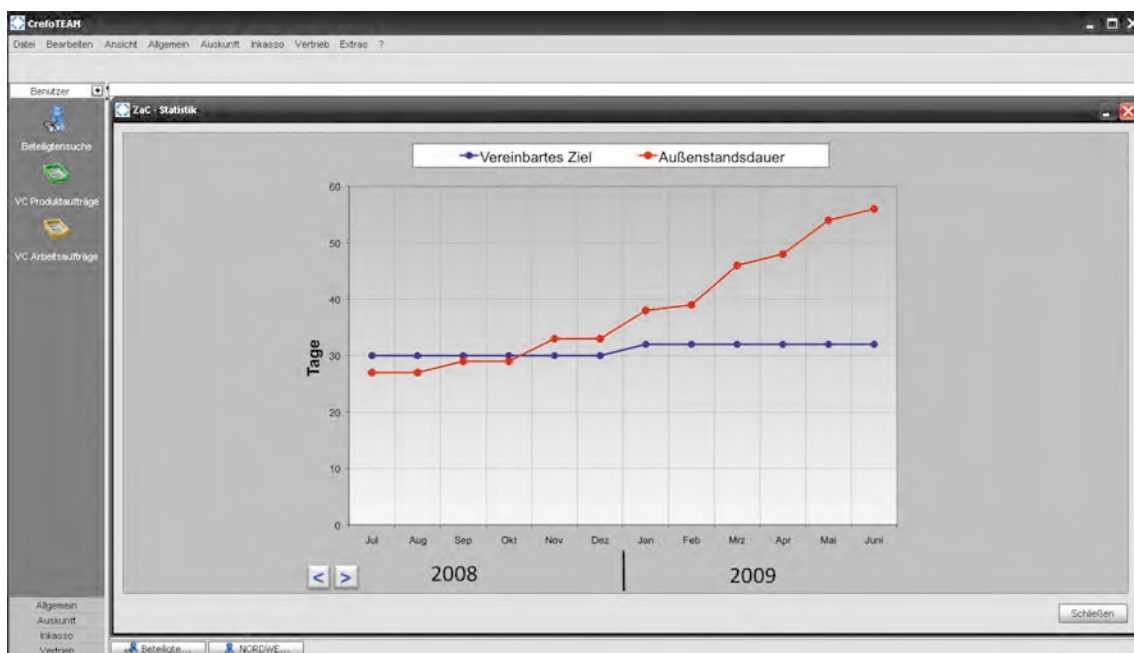 CrefoTEAM
Datei Bearbeiten Ansicht Allgemein Auskunft Inkasso Vertrieb Extras ?
Benutzer
Beteiligtensuche
VC Produktaufträge
VC Arbeitsaufträge
ZaC - Statistik
Vereinbartes Ziel Außenstandsdauer
Tage
60
50
40
30
20
10
0
Jul Aug Sep Okt Nov Dez Jan Feb Mrz Apr Mai Juni
< > 2008 2009
Schließen
Allgemein
Auskunft
Inkasso
Vertrieb
Beteiligte... NORDWE...